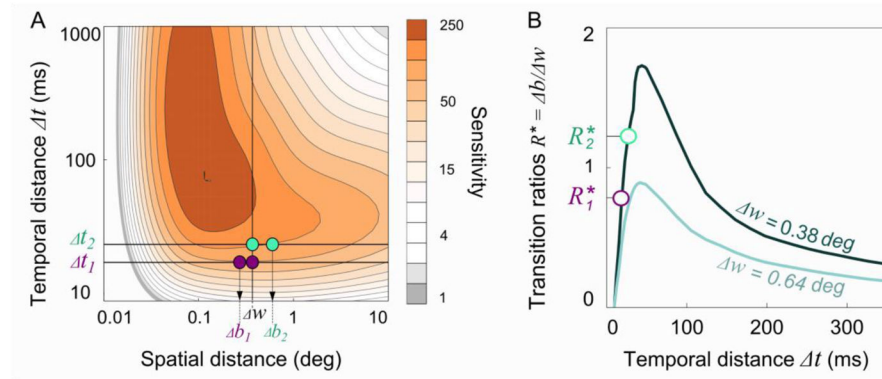 A
1000
100
10
Temporal distance Δt (ms)
Δt₂
Δt₁
0.01
0.1
1
10
Δw
Δb₁
Δb₂
Spatial distance (deg)
250
50
15
4
1
Sensitivity
B
2
1
0
Transition ratios R* = Δb/Δw
R₂*
R₁*
Δw = 0.38 deg
Δw = 0.64 deg
0
100
200
300
Temporal distance Δt (ms)